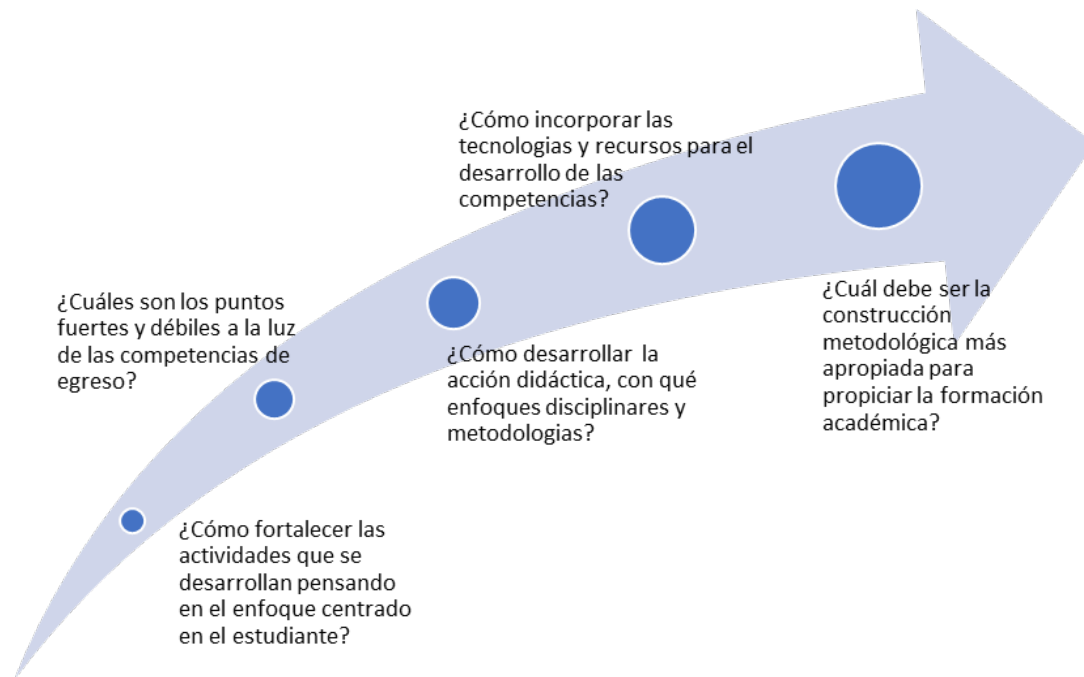 ¿Cómo incorporar las
tecnologias y recursos para el
desarrollo de las
competencias?
¿Cuáles son los puntos
fuertes y débiles a la luz
de las competencias de
egreso?
¿Cómo desarrollar la
acción didáctica, con qué
enfoques disciplinares y
metodologias?
¿Cuál debe ser la
construcción
metodológica más
apropiada para
propiciar la formación
académica?
¿Cómo fortalecer las
actividades que se
desarrollan pensando
en el enfoque centrado
en el estudiante?